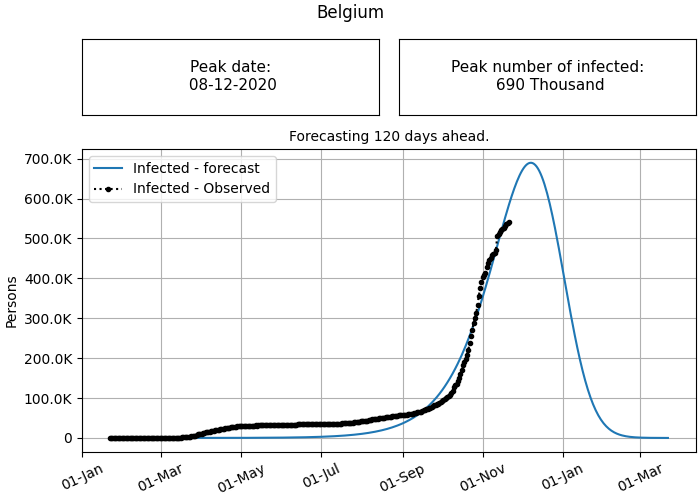 Belgium
Peak date:
08-12-2020
Peak number of infected:
690 Thousand
Forecasting 120 days ahead.
700.0K
600.0K
500.0K
400.0K
300.0K
200.0K
100.0K
0
Persons
Infected - forecast
Infected - Observed
01-Jan
01-Mar
01-May
01-Jul
01-Sep
01-Nov
01-Jan
01-Mar